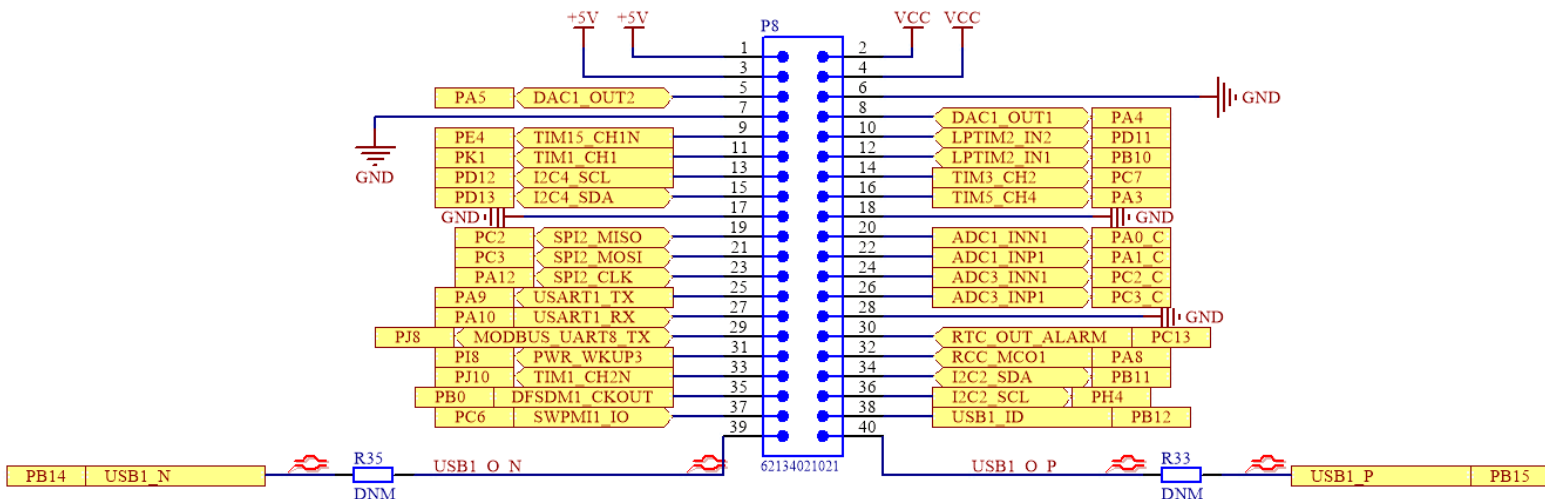 +5V +5V VCC VCC
P8
1 2
3 4
PA5 DAC1_OUT2 5 6 GND
7 8 DAC1_OUT1 PA4
PE4 TIM15_CH1N 9 10 LPTIM2_IN2 PD11
PK1 TIM1_CH1 11 12 LPTIM2_IN1 PB10
GND PD12 I2C4_SCL 13 14 TIM3_CH2 PC7
PD13 I2C4_SDA 15 16 TIM5_CH4 PA3
GND 17 18 GND
PC2 SPI2_MISO 19 20 ADC1_INN1 PA0_C
PC3 SPI2_MOSI 21 22 ADC1_INP1 PA1_C
PA12 SPI2_CLK 23 24 ADC3_INN1 PC2_C
PA9 USART1_TX 25 26 ADC3_INP1 PC3_C
PA10 USART1_RX 27 28 GND
PJ8 MODBUS_UART8_TX 29 30 RTC_OUT_ALARM PC13
PI8 PWR_WKUP3 31 32 RCC_MCO1 PA8
PJ10 TIM1_CH2N 33 34 I2C2_SDA PB11
PB0 DFSDM1_CKOUT 35 36 I2C2_SCL PH4
PC6 SWPMI1_IO 37 38 USB1_ID PB12
39 40
R35 USB1_O_N 62134021021 USB1_O_P R33
PB14 USB1_N USB1_P PB15
DNM DNM